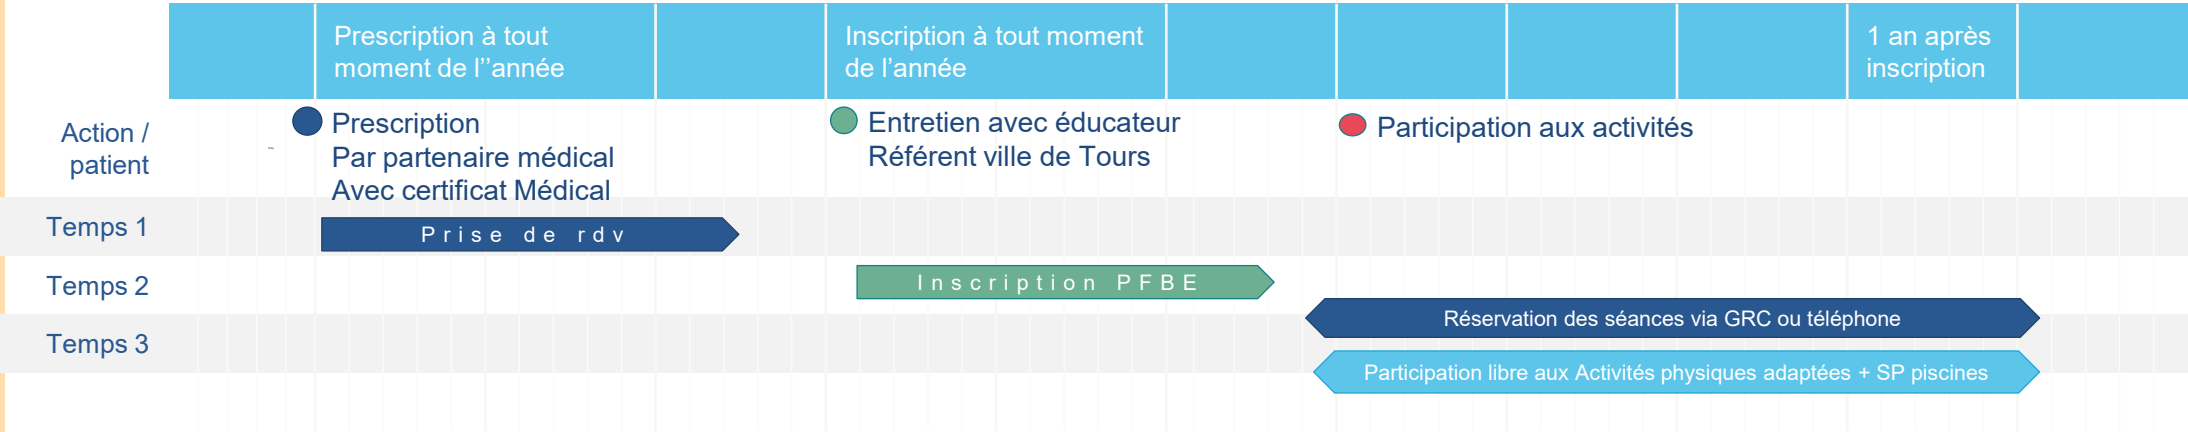 Prescription à tout
moment de l''année
Inscription à tout moment
de l'année
1 an après
inscription
Action /
patient
-
Prescription
Par partenaire médical
Avec certificat Médical
Entretien avec éducateur
Référent ville de Tours
Participation aux activités
Temps 1
Prise de rdv
Temps 2
Inscription PFBE
Temps 3
Réservation des séances via GRC ou téléphone
Participation libre aux Activités physiques adaptées + SP piscines